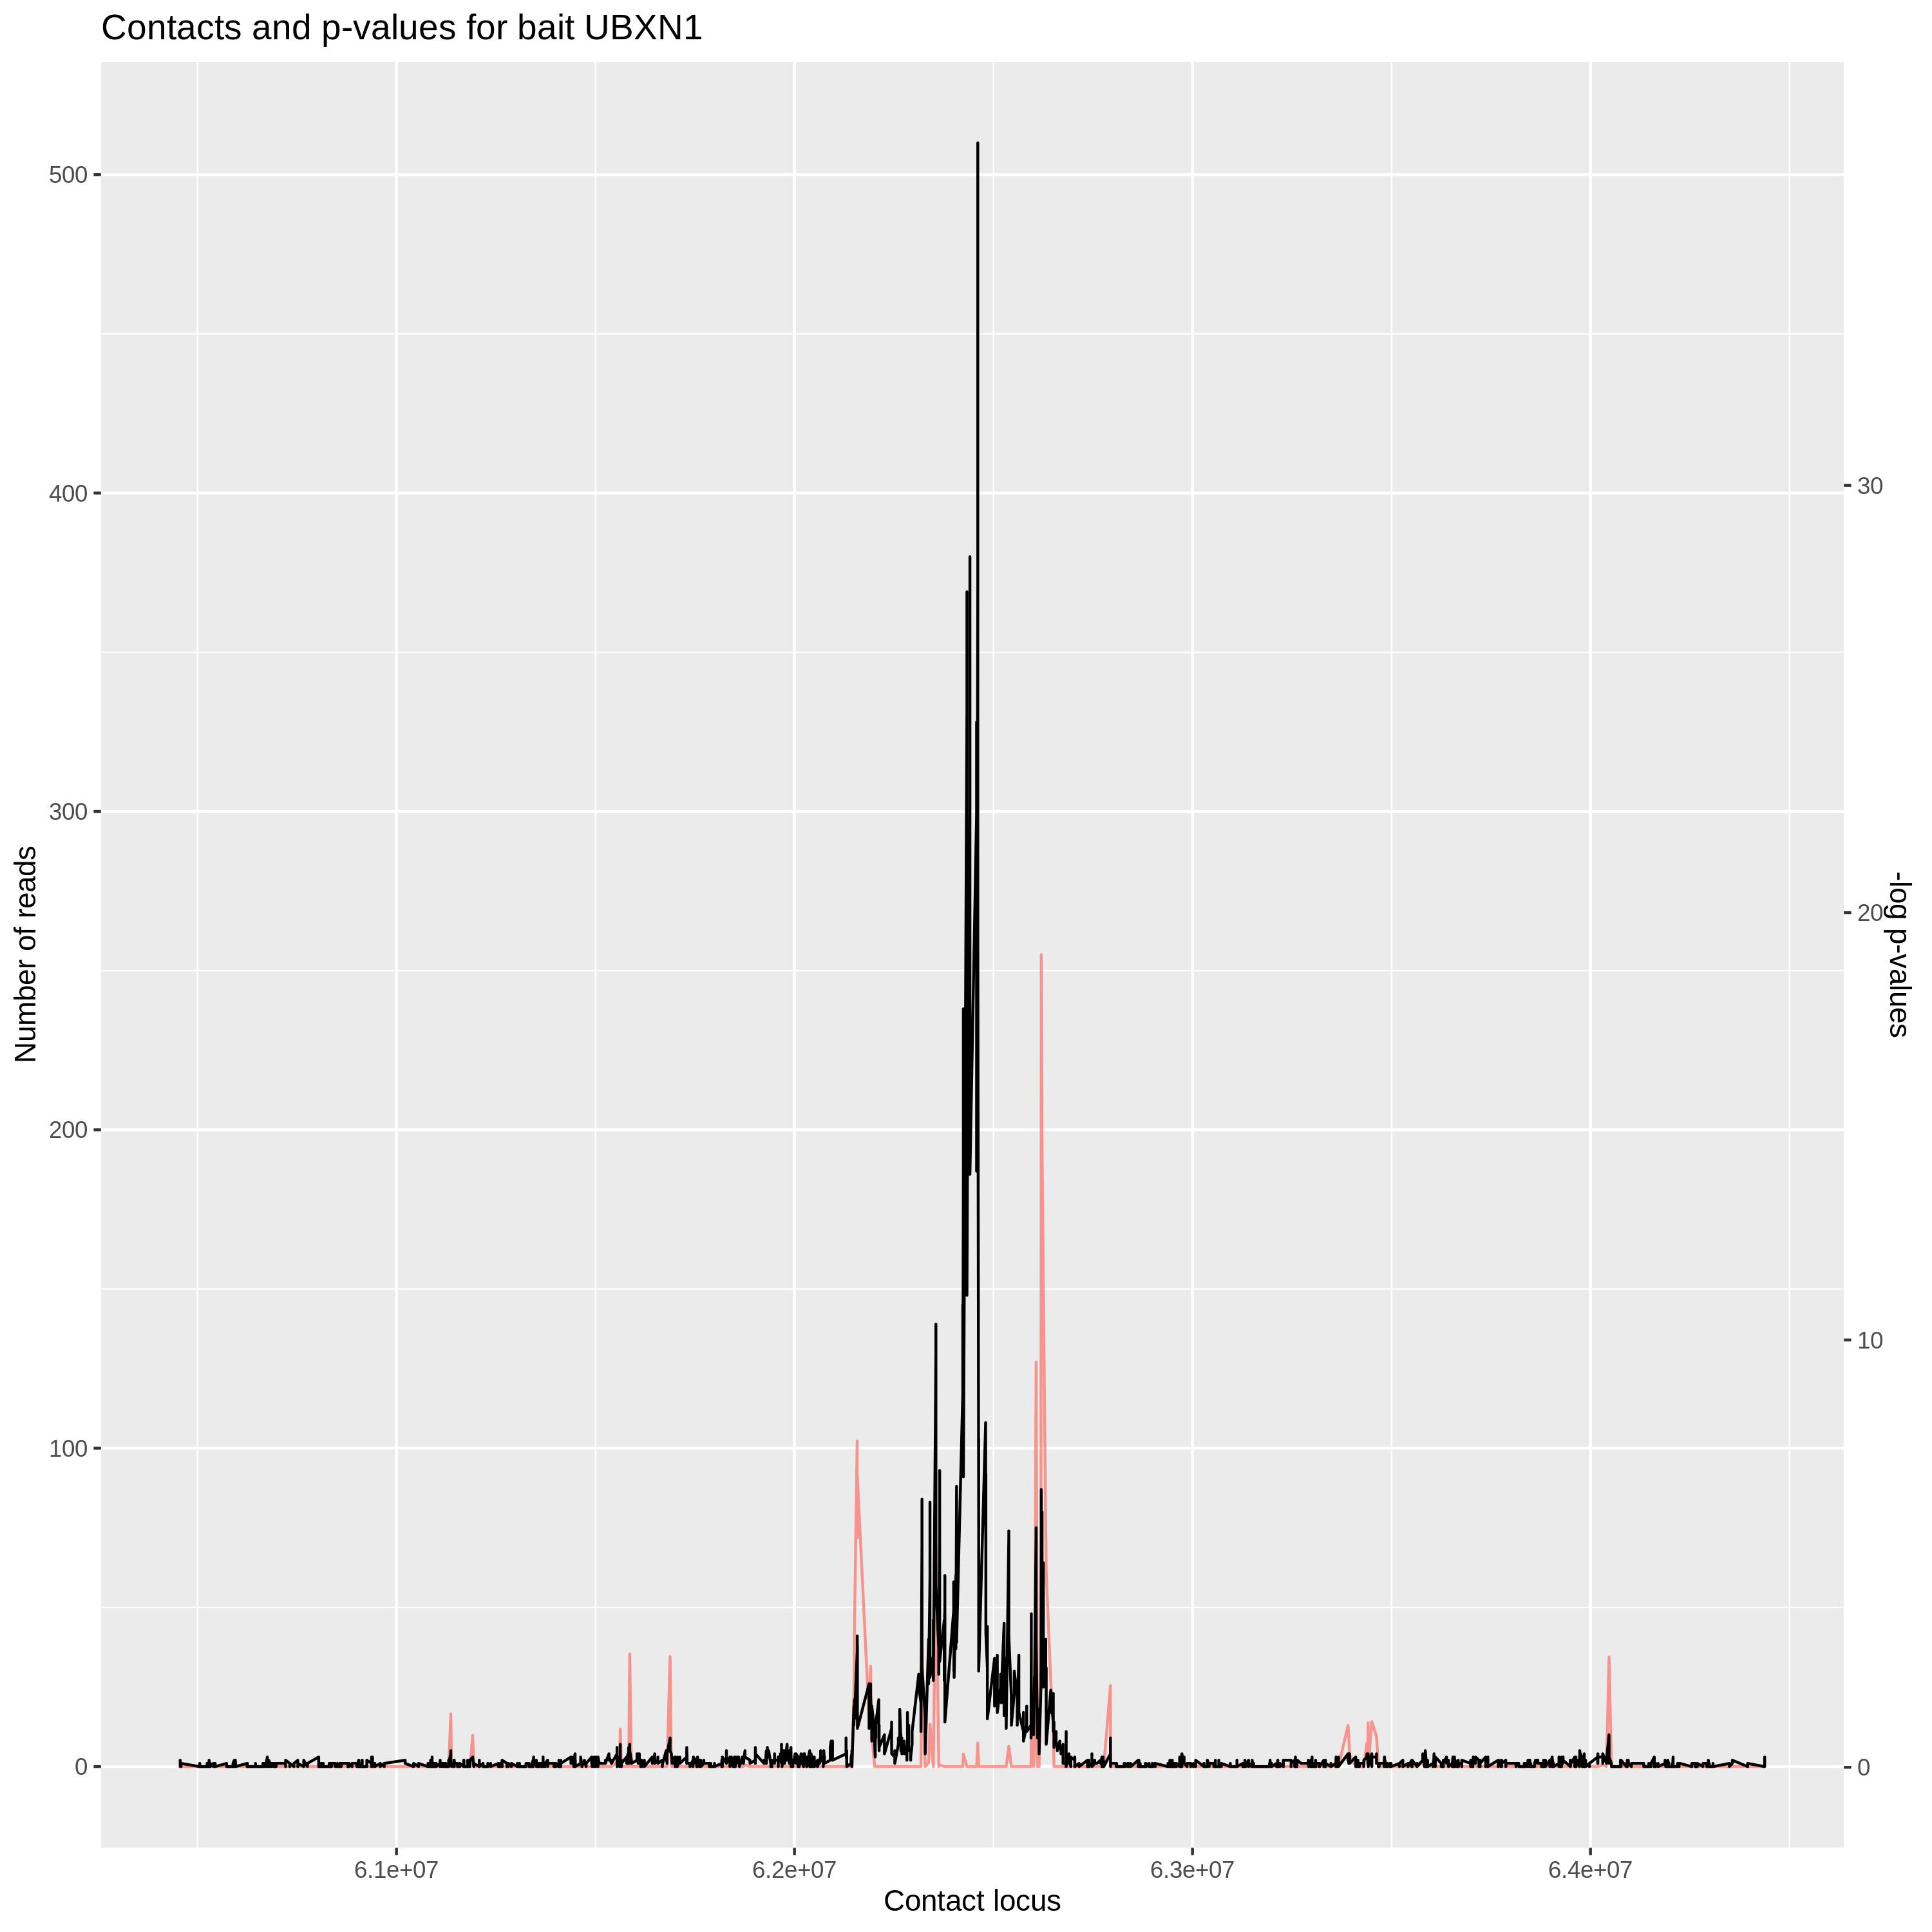 Contacts and p-values for bait UBXN1
Number of reads
500
400
300
200
100
0
30
20
10
0
-log p-values
6.1e+07
6.2e+07
6.3e+07
6.4e+07
Contact locus